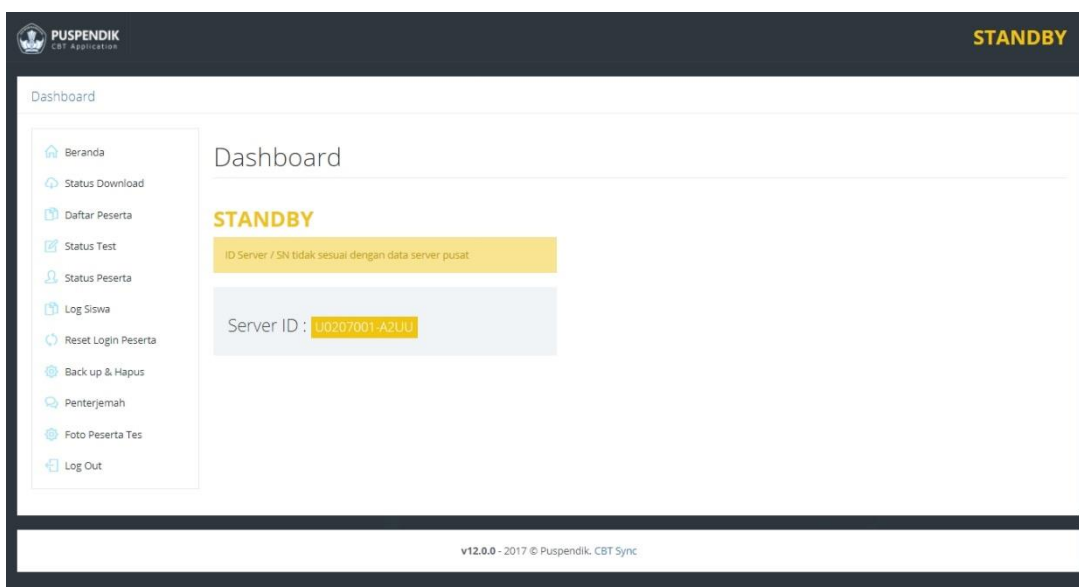 PUSPENDIK
CBT Application
STANDBY
Dashboard
Beranda
Status Download
Daftar Peserta
Status Test
Status Peserta
Log Siswa
Reset Login Peserta
Back up & Hapus
Penterjemah
Foto Peserta Tes
Log Out
Dashboard
STANDBY
ID Server / SN tidak sesuai dengan data server pusat
Server ID : U0207001-A2UU
v12.0.0 - 2017 © Puspendik. CBT Sync